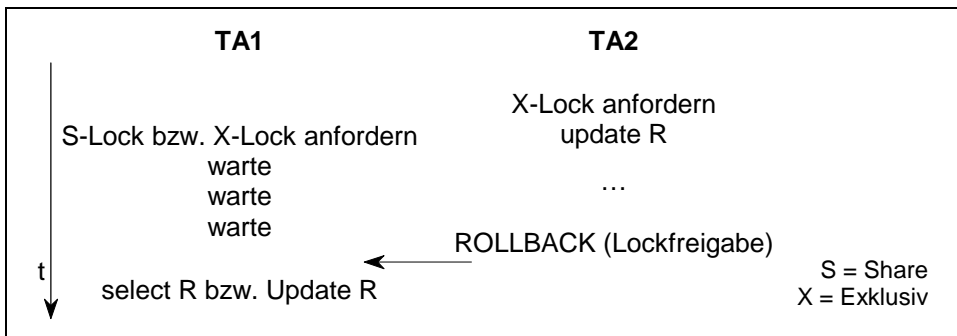 TA1 TA2
X-Lock anfordern
S-Lock bzw. X-Lock anfordern update R
warte
warte …
warte
ROLLBACK (Lockfreigabe)
t
select R bzw. Update R
S = Share
X = Exklusiv